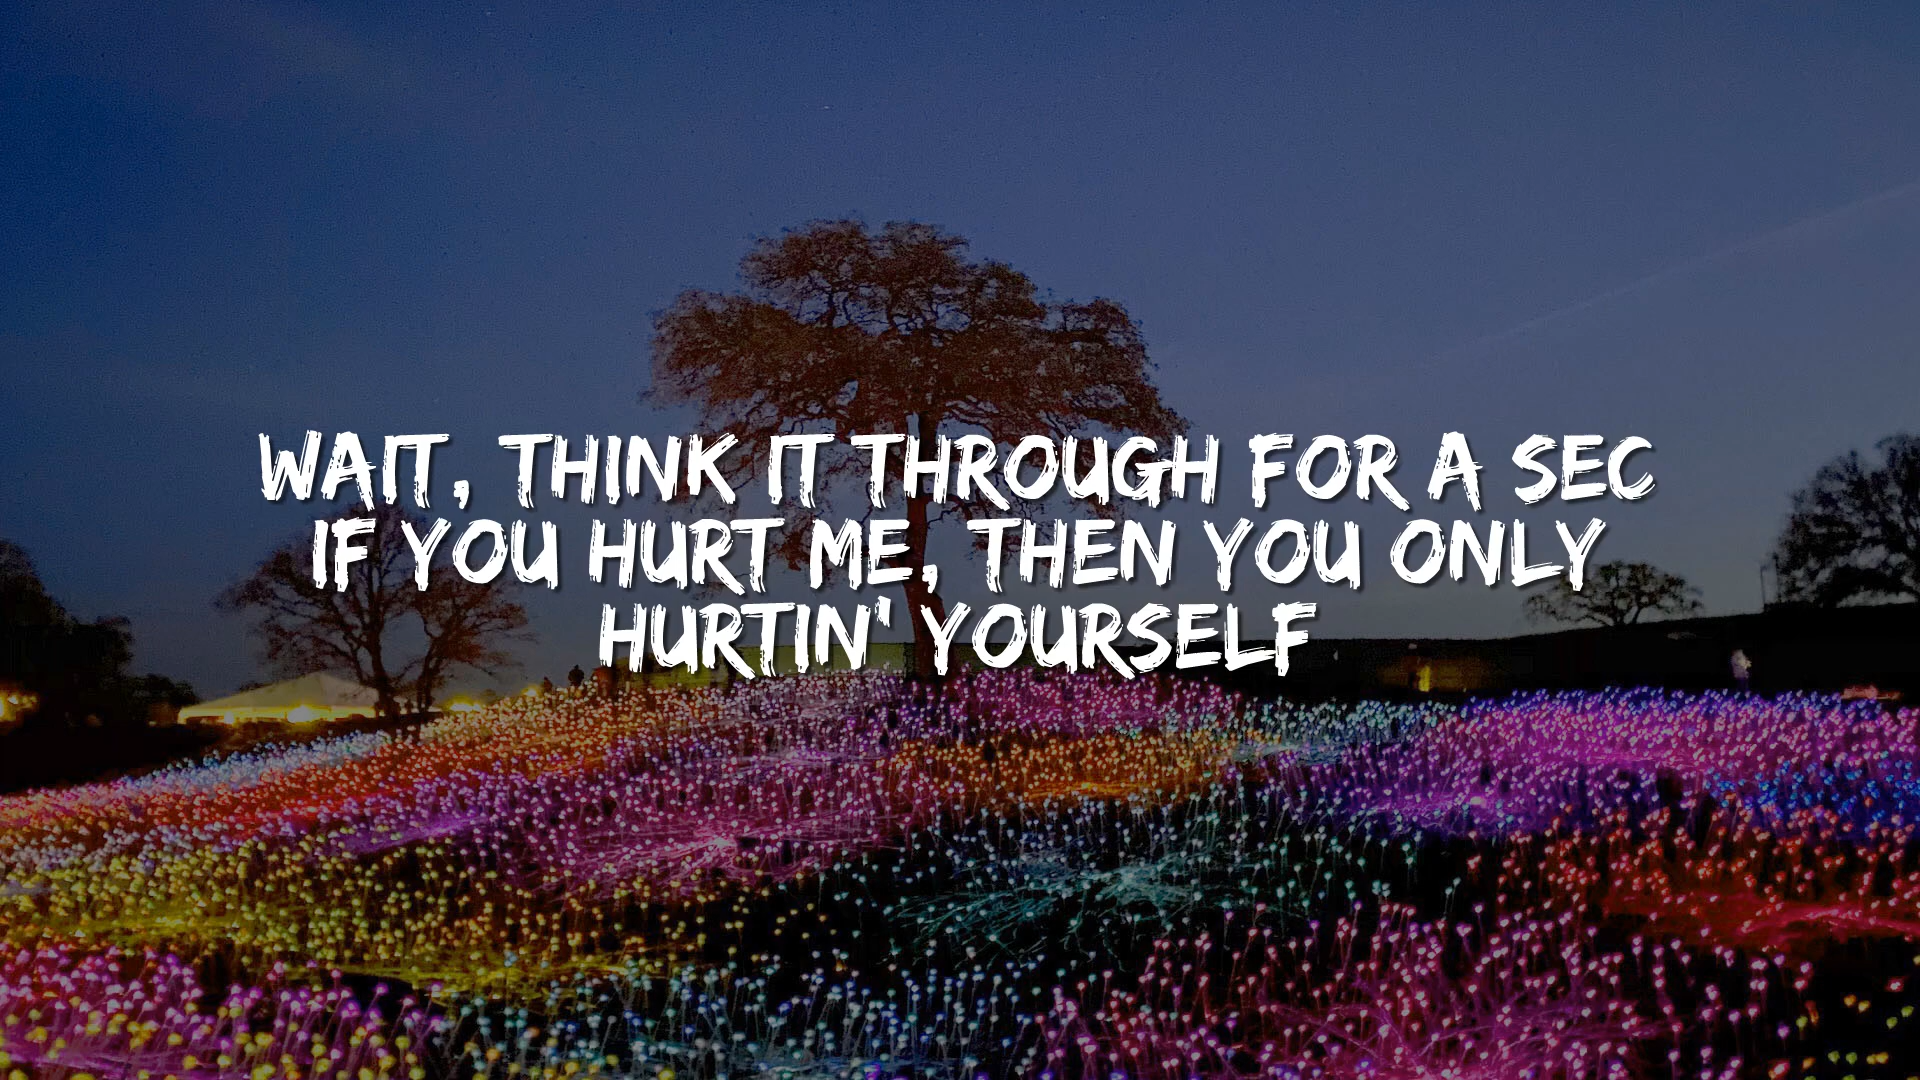 WAIT, THINK IT THROUGH FOR A SEC
IF YOU HURT ME, THEN YOU ONLY
HURTIN' YOURSELF